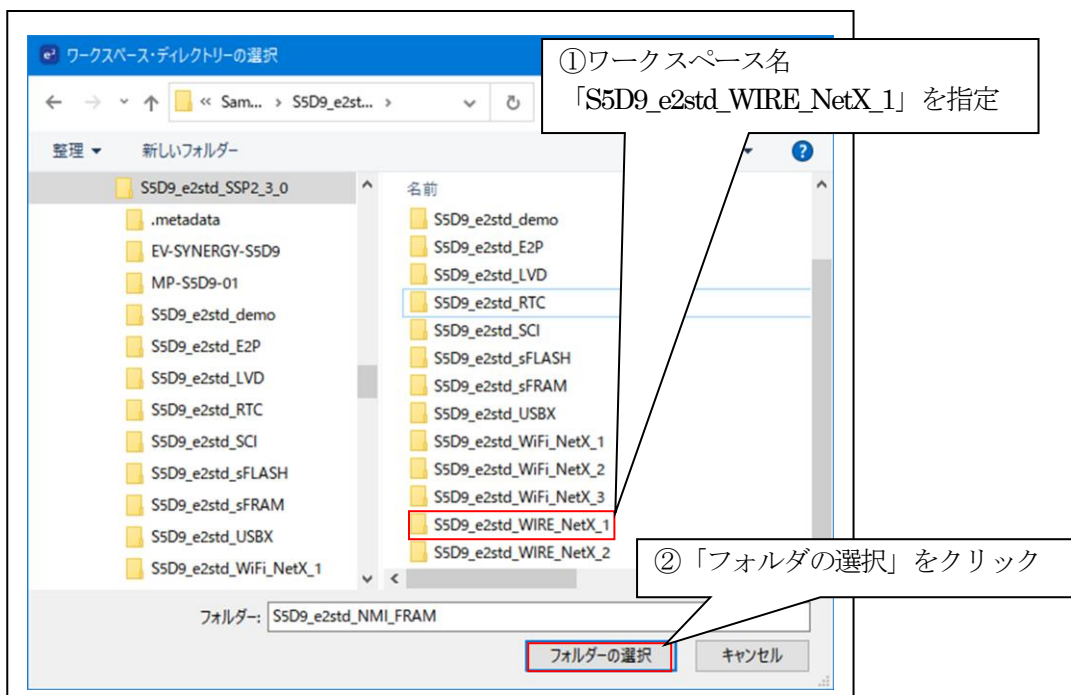 ワークスペース・ディレクトリーの選択
①ワークスペース名
「S5D9_e2std_WIRE_NetX_1」を指定
« Sam... › S5D9_e2st... ›
整理 新しいフォルダー
S5D9_e2std_SSP2_3_0
.metadata
EV-SYNERGY-S5D9
MP-S5D9-01
S5D9_e2std_demo
S5D9_e2std_E2P
S5D9_e2std_LVD
S5D9_e2std_RTC
S5D9_e2std_SCI
S5D9_e2std_sFLASH
S5D9_e2std_sFRAM
S5D9_e2std_USBX
S5D9_e2std_WiFi_NetX_1
名前
S5D9_e2std_demo
S5D9_e2std_E2P
S5D9_e2std_LVD
S5D9_e2std_RTC
S5D9_e2std_SCI
S5D9_e2std_sFLASH
S5D9_e2std_sFRAM
S5D9_e2std_USBX
S5D9_e2std_WiFi_NetX_1
S5D9_e2std_WiFi_NetX_2
S5D9_e2std_WiFi_NetX_3
S5D9_e2std_WIRE_NetX_1
S5D9_e2std_WIRE_NetX_2
②「フォルダの選択」をクリック
フォルダー: S5D9_e2std_NMI_FRAM
フォルダーの選択 キャンセル